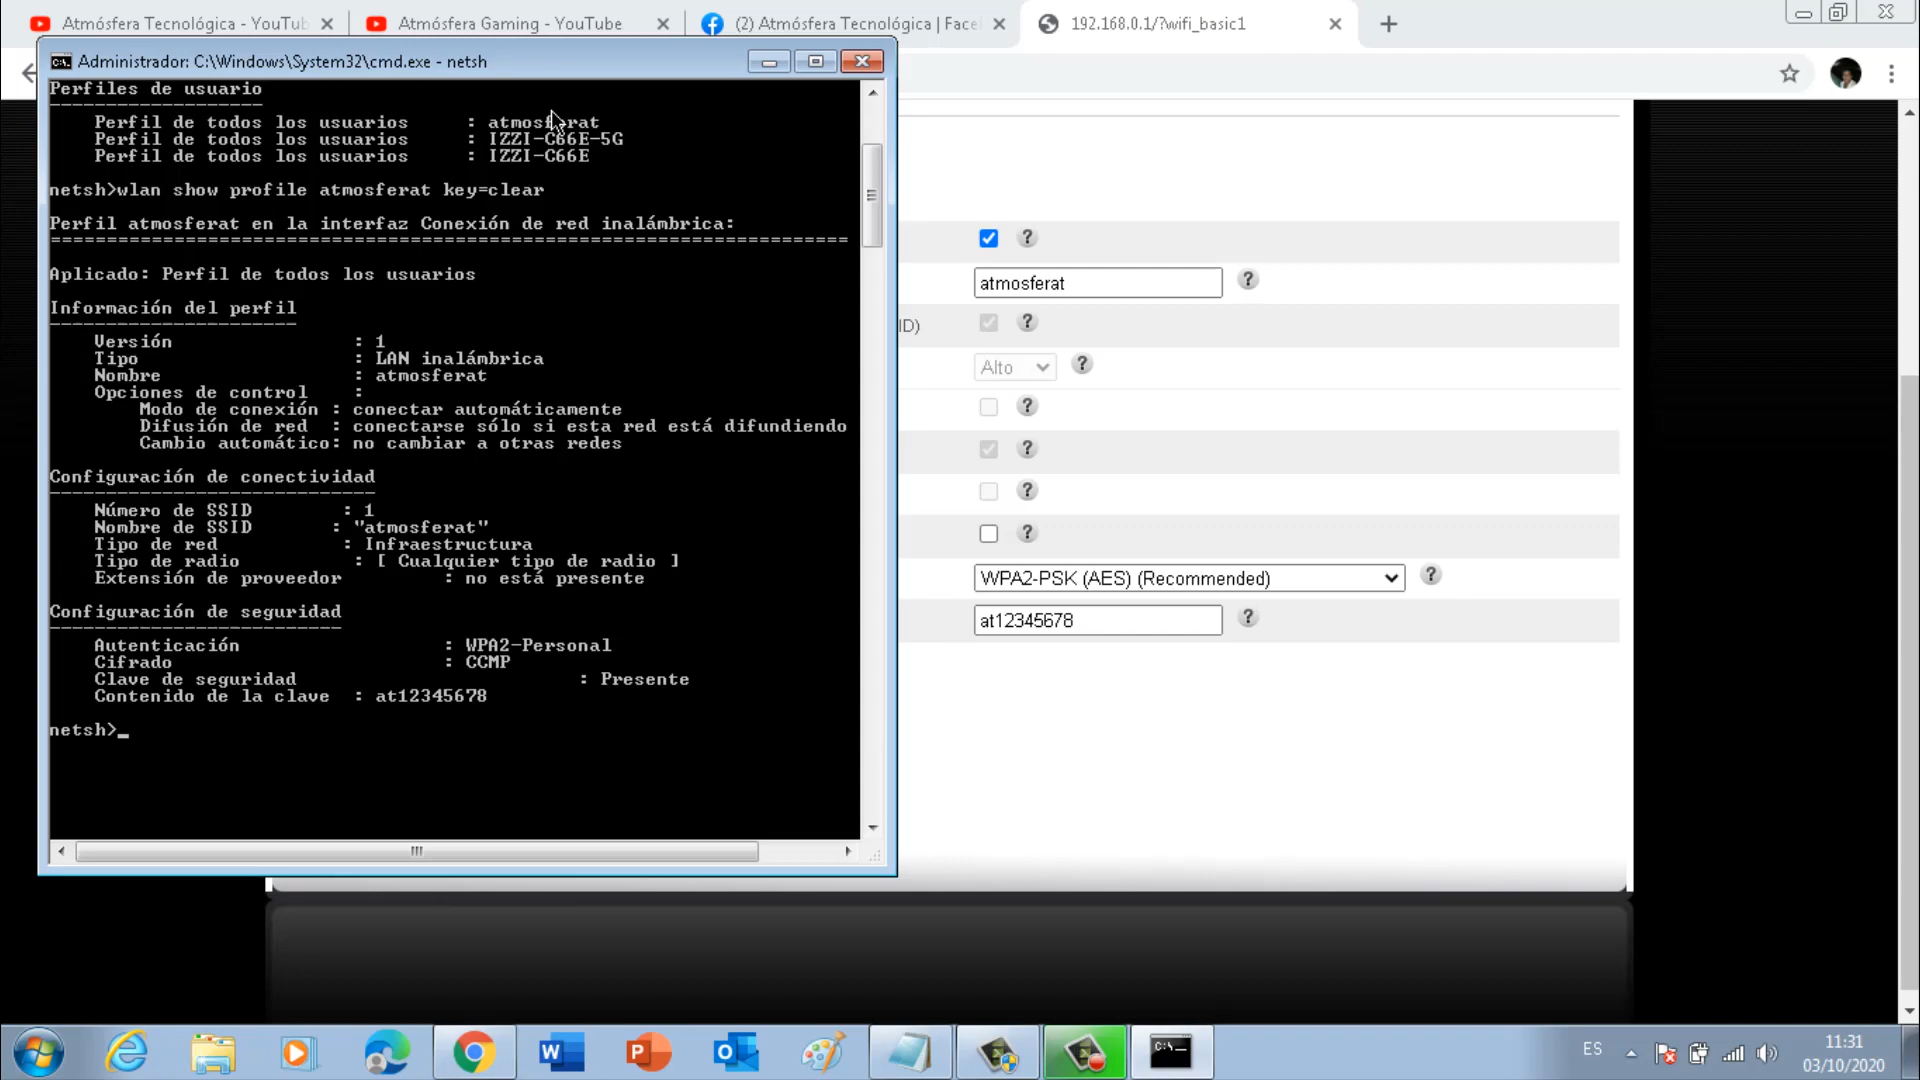 Atmósfera Tecnológica - YouTub
Atmósfera Gaming - YouTube
(2) Atmósfera Tecnológica | Face
192.168.0.1/?wifi_basic1
Administrador: C:\Windows\System32\cmd.exe - netsh
Perfiles de usuario
-------------------
Perfil de todos los usuarios     : atmosferat
Perfil de todos los usuarios     : IZZI-C66E-5G
Perfil de todos los usuarios     : IZZI-C66E
netsh>wlan show profile atmosferat key=clear
Perfil atmosferat en la interfaz Conexión de red inalámbrica:
=======================================================================
Aplicado: Perfil de todos los usuarios
Información del perfil
----------------------
Versión                : 1
Tipo                   : LAN inalámbrica
Nombre                 : atmosferat
Opciones de control    :
Modo de conexión : conectar automáticamente
Difusión de red  : conectarse sólo si esta red está difundiendo
Cambio automático: no cambiar a otras redes
Configuración de conectividad
-----------------------------
Número de SSID        : 1
Nombre de SSID       : "atmosferat"
Tipo de red           : Infraestructura
Tipo de radio          : [ Cualquier tipo de radio ]
Extensión de proveedor         : no está presente
Configuración de seguridad
--------------------------
Autenticación                  : WPA2-Personal
Cifrado                        : CCMP
Clave de seguridad                         : Presente
Contenido de la clave  : at12345678
netsh>_
?
atmosferat ?
ID) ?
Alto ?
?
?
?
?
WPA2-PSK (AES) (Recommended) ?
at12345678 ?
ES
11:31
03/10/2020